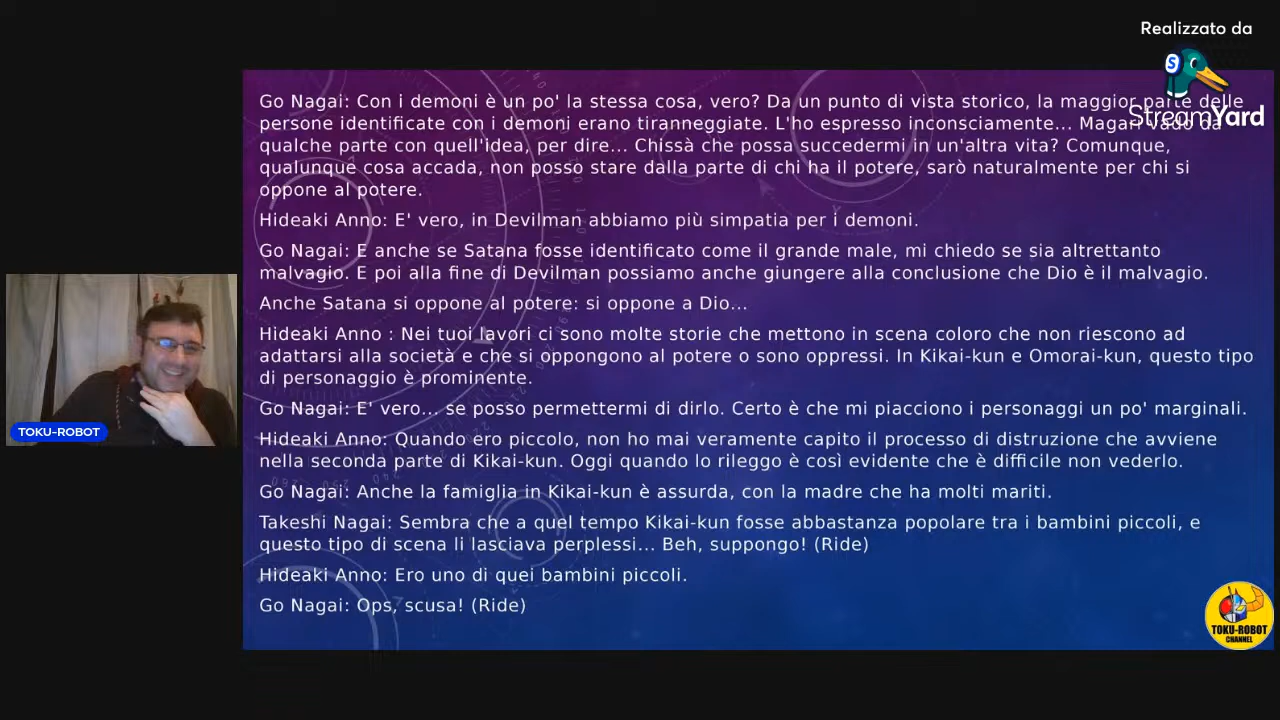 Realizzato da
StreamYard
Go Nagai: Con i demoni è un po' la stessa cosa, vero? Da un punto di vista storico, la maggior parte delle
persone identificate con i demoni erano tiranneggiate. L'ho espresso inconsciamente... Magari vado da
qualche parte con quell'idea, per dire... Chissà che possa succedermi in un'altra vita? Comunque,
qualunque cosa accada, non posso stare dalla parte di chi ha il potere, sarò naturalmente per chi si
oppone al potere.
Hideaki Anno: E' vero, in Devilman abbiamo più simpatia per i demoni.
Go Nagai: E anche se Satana fosse identificato come il grande male, mi chiedo se sia altrettanto
malvagio. E poi alla fine di Devilman possiamo anche giungere alla conclusione che Dio è il malvagio.
Anche Satana si oppone al potere: si oppone a Dio...
Hideaki Anno : Nei tuoi lavori ci sono molte storie che mettono in scena coloro che non riescono ad
adattarsi alla società e che si oppongono al potere o sono oppressi. In Kikai-kun e Omorai-kun, questo tipo
di personaggio è prominente.
Go Nagai: E' vero... se posso permettermi di dirlo. Certo è che mi piacciono i personaggi un po' marginali.
Hideaki Anno: Quando ero piccolo, non ho mai veramente capito il processo di distruzione che avviene
nella seconda parte di Kikai-kun. Oggi quando lo rileggo è così evidente che è difficile non vederlo.
Go Nagai: Anche la famiglia in Kikai-kun è assurda, con la madre che ha molti mariti.
Takeshi Nagai: Sembra che a quel tempo Kikai-kun fosse abbastanza popolare tra i bambini piccoli, e
questo tipo di scena li lasciava perplessi... Beh, suppongo! (Ride)
Hideaki Anno: Ero uno di quei bambini piccoli.
Go Nagai: Ops, scusa! (Ride)
TOKU-ROBOT
TOKU-ROBOT
CHANNEL